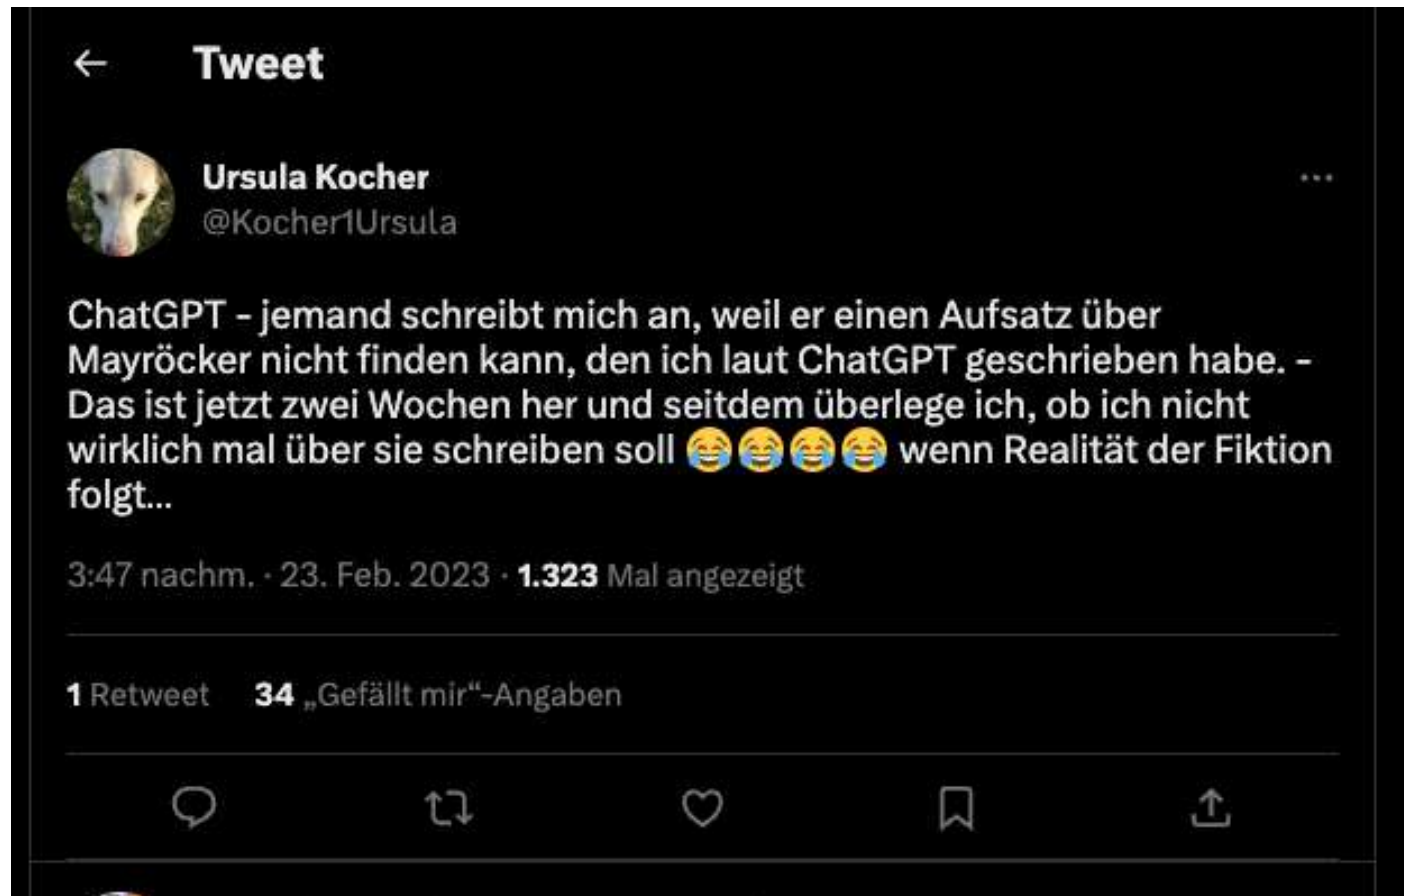 ← Tweet
Ursula Kocher
@Kocher1Ursula
ChatGPT - jemand schreibt mich an, weil er einen Aufsatz über
Mayröcker nicht finden kann, den ich laut ChatGPT geschrieben habe. -
Das ist jetzt zwei Wochen her und seitdem überlege ich, ob ich nicht
wirklich mal über sie schreiben soll 😂😂😂😂 wenn Realität der Fiktion
folgt...
3:47 nachm. · 23. Feb. 2023 · 1.323 Mal angezeigt
1 Retweet 34 „Gefällt mir“-Angaben